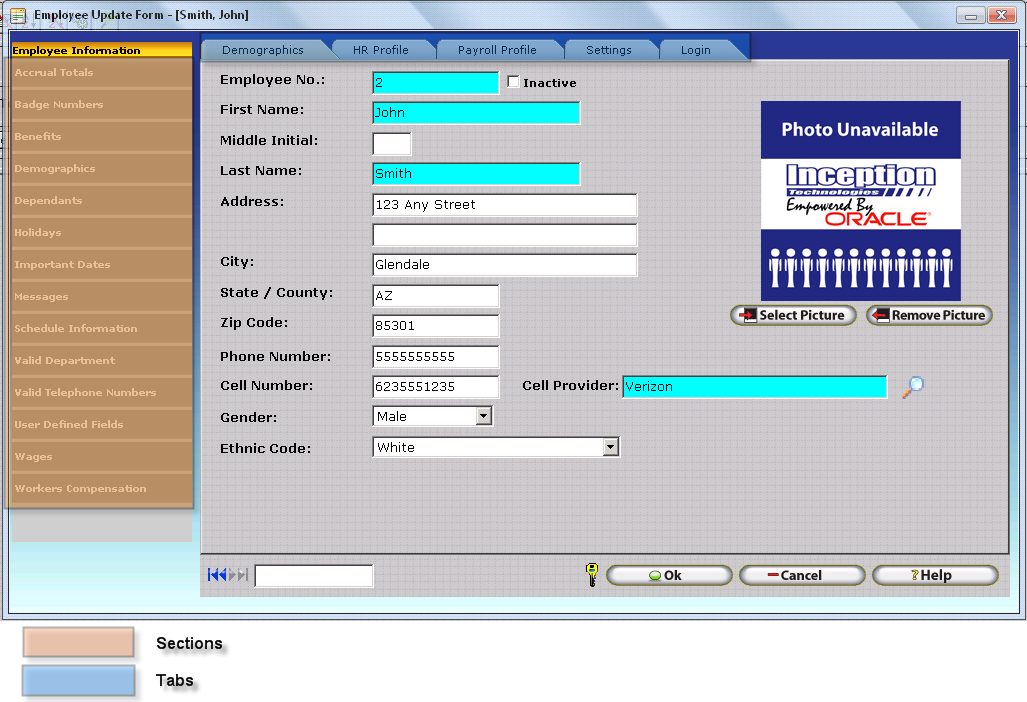 Employee Update Form - [Smith, John]
Employee Information
Accrual Totals
Badge Numbers
Benefits
Demographics
Dependants
Holidays
Important Dates
Messages
Schedule Information
Valid Department
Valid Telephone Numbers
User Defined Fields
Wages
Workers Compensation
Demographics HR Profile Payroll Profile Settings Login
Employee No.: 2 Inactive
First Name: John
Middle Initial:
Last Name: Smith
Address: 123 Any Street
City: Glendale
State / County: AZ
Zip Code: 85301
Phone Number: 5555555555
Cell Number: 6235551235 Cell Provider: Verizon
Gender: Male
Ethnic Code: White
Photo Unavailable
Inception
Technologies
Empowered By
ORACLE
Select Picture Remove Picture
Ok Cancel ? Help
Sections
Tabs